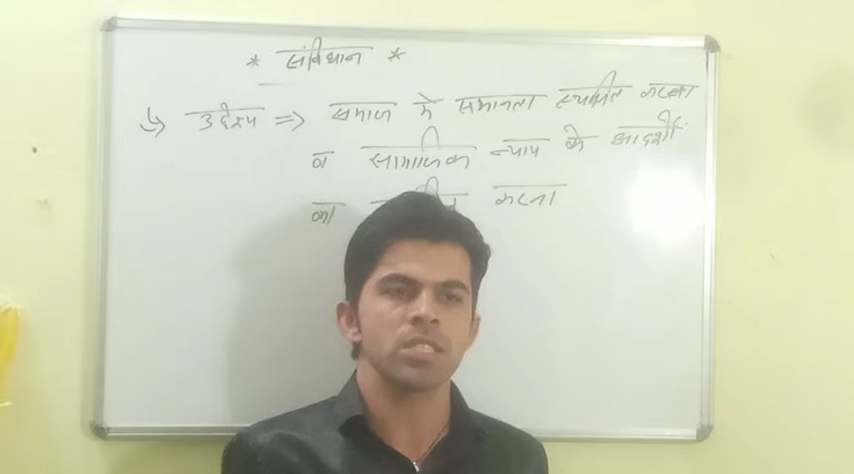 * संविधान *
↳ उद्देश्य => समाज में समानता स्थापित करना
व सामाजिक न्याय के आदर्शो
का करना